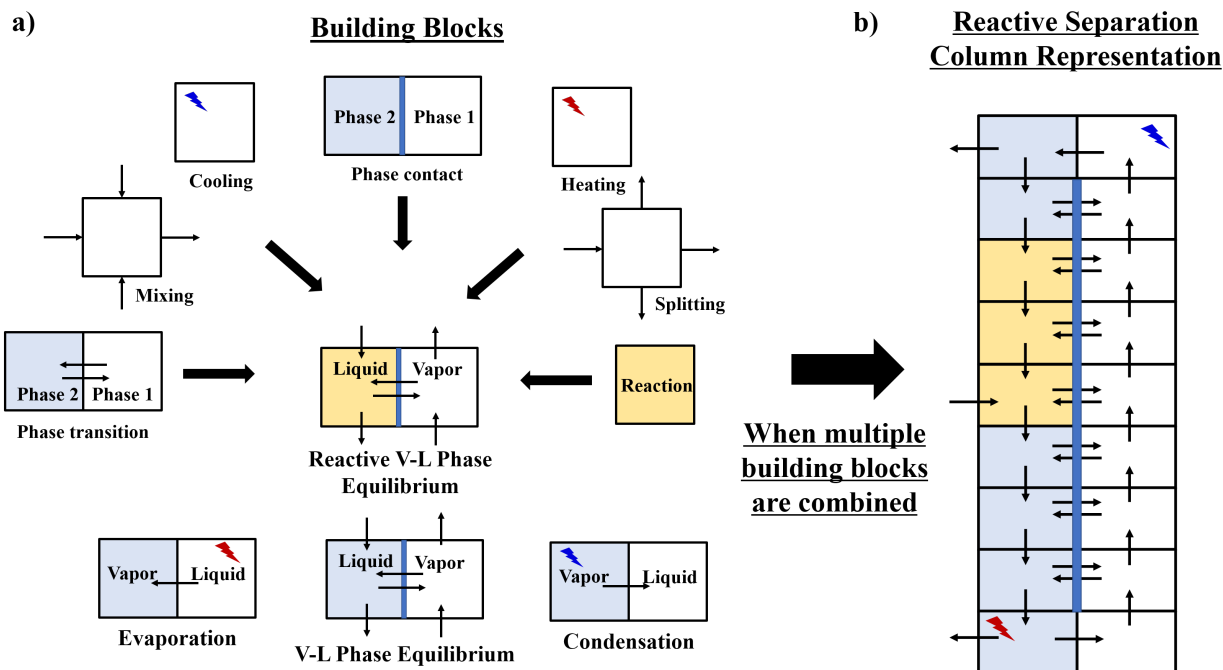 a)
Building Blocks
b)
Reactive Separation
Column Representation
Cooling
Phase 2
Phase 1
Phase contact
Heating
Mixing
Splitting
Phase 2
Phase 1
Phase transition
Liquid
Vapor
Reactive V-L Phase
Equilibrium
Reaction
When multiple
building blocks
are combined
Vapor
Liquid
Evaporation
Liquid
Vapor
V-L Phase Equilibrium
Vapor
Liquid
Condensation